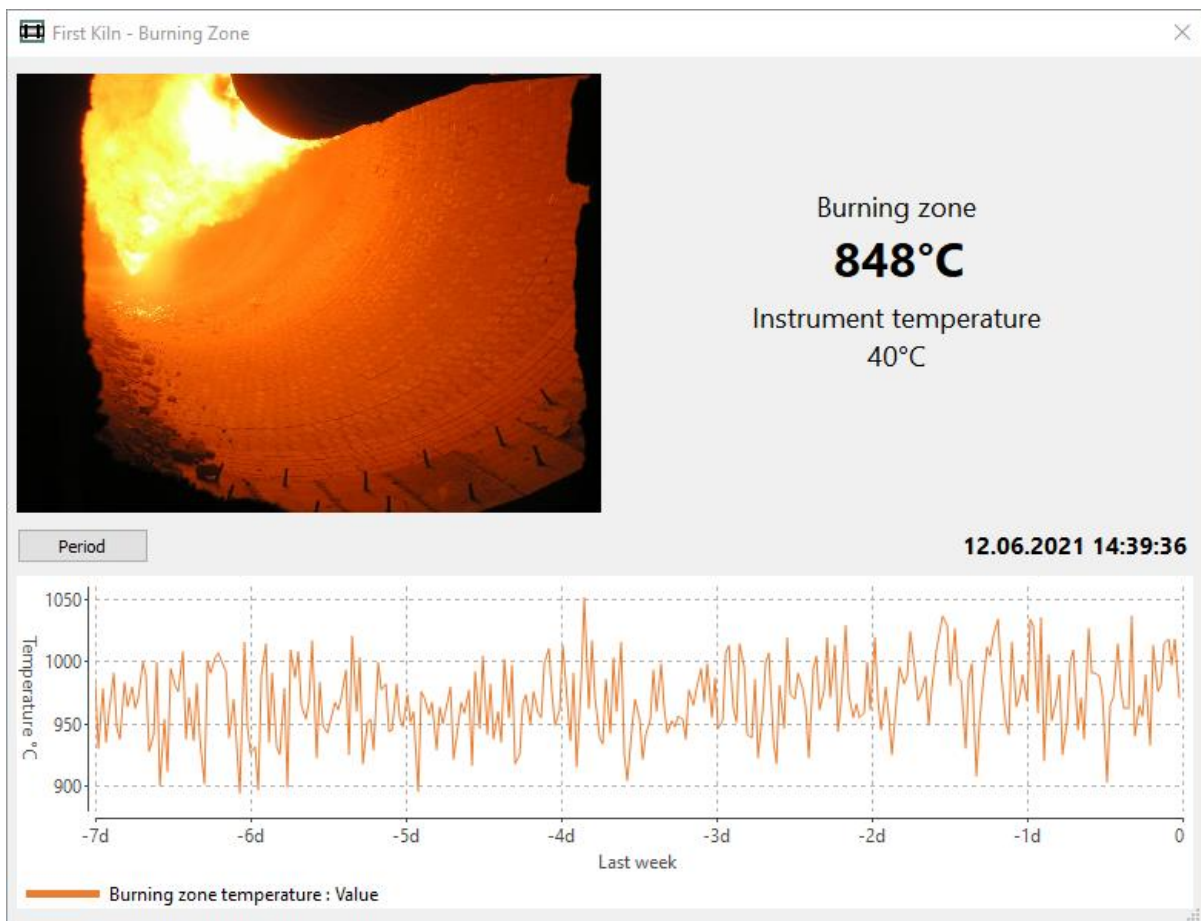 First Kiln - Burning Zone
Burning zone
848°C
Instrument temperature
40°C
Period
12.06.2021 14:39:36
Temperature °C
1050
1000
950
900
-7d -6d -5d -4d -3d -2d -1d 0
Last week
Burning zone temperature : Value